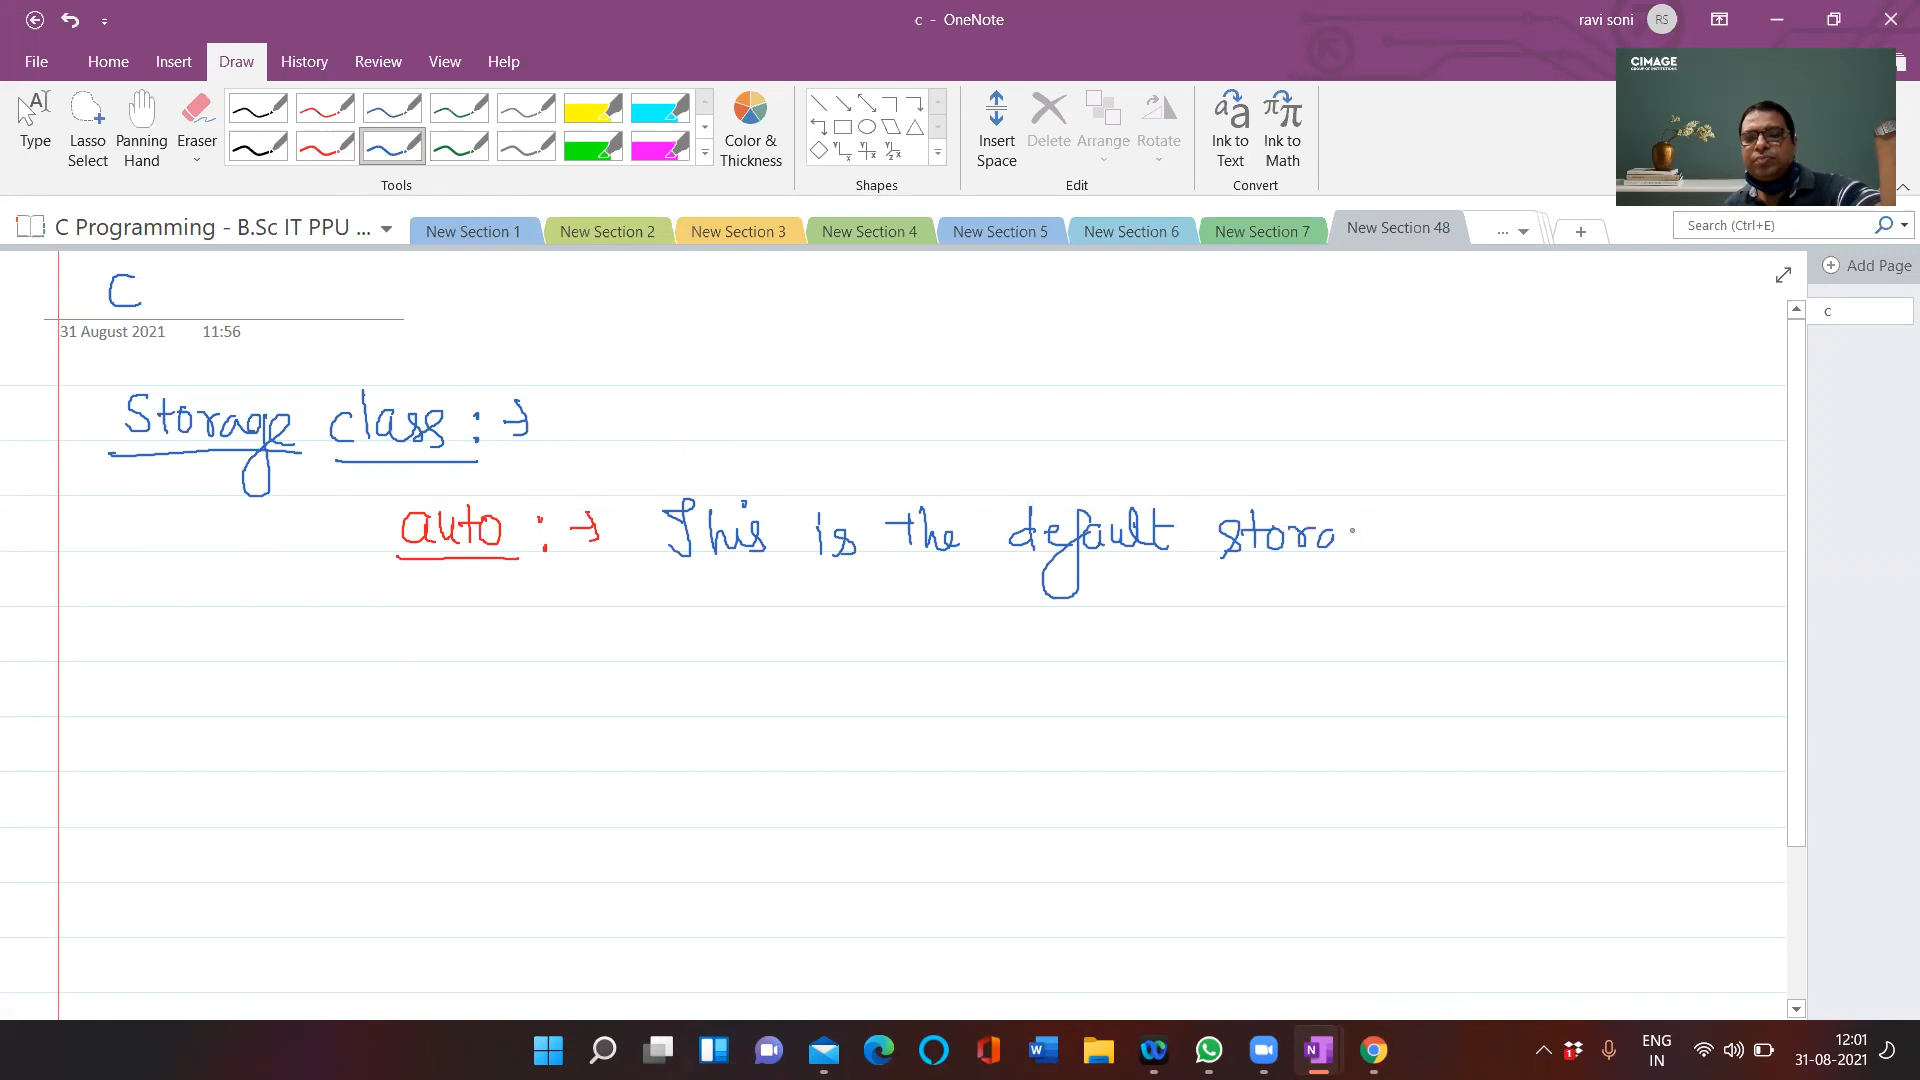 c - OneNote
ravi soni RS
File Home Insert Draw History Review View Help
CIMAGE
GROUP OF INSTITUTIONS
Type Lasso Select Panning Hand Eraser Color & Thickness Insert Space Delete Arrange Rotate Ink to Text Ink to Math
Tools Shapes Edit Convert
C Programming - B.Sc IT PPU ... New Section 1 New Section 2 New Section 3 New Section 4 New Section 5 New Section 6 New Section 7 New Section 48 ... + Search (Ctrl+E)
Add Page
C
c
31 August 2021 11:56
Storage class :→
auto :→ This is the default stora
ENG
IN
12:01
31-08-2021